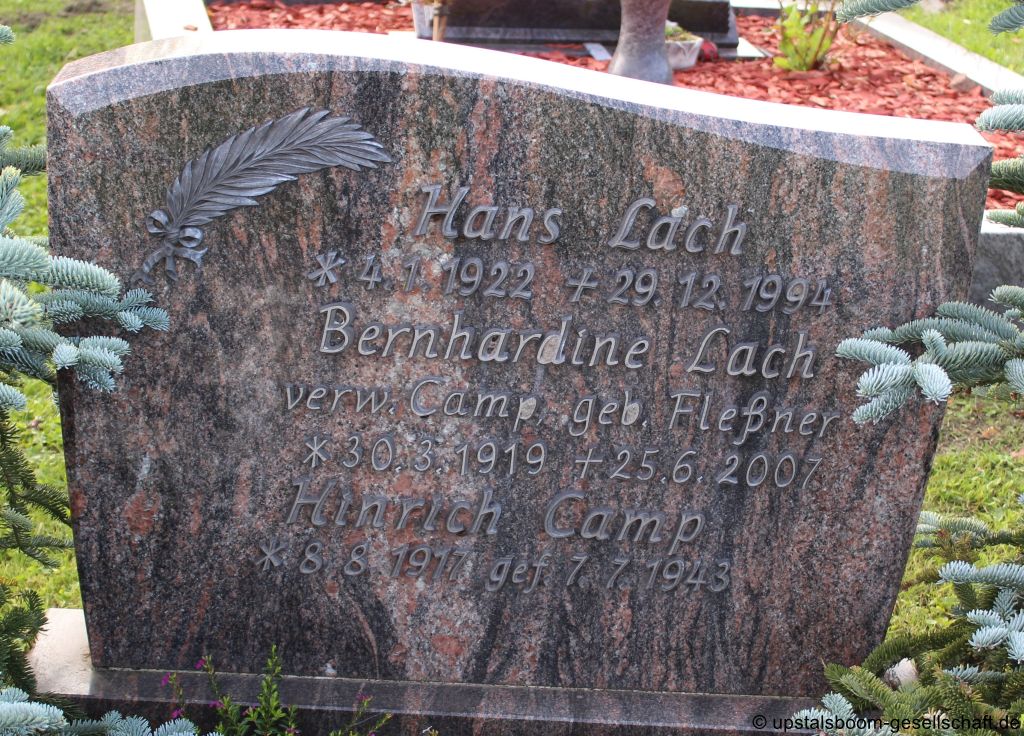 Hans Lach
* 4. 1. 1922 + 29. 12. 1994
Bernhardine Lach
verw. Camp, geb. Fleßner
* 30. 3. 1919 + 25. 6. 2007
Hinrich Camp
* 8. 8. 1917 gef. 7. 7. 1943
© upstalsboom-gesellschaft.de